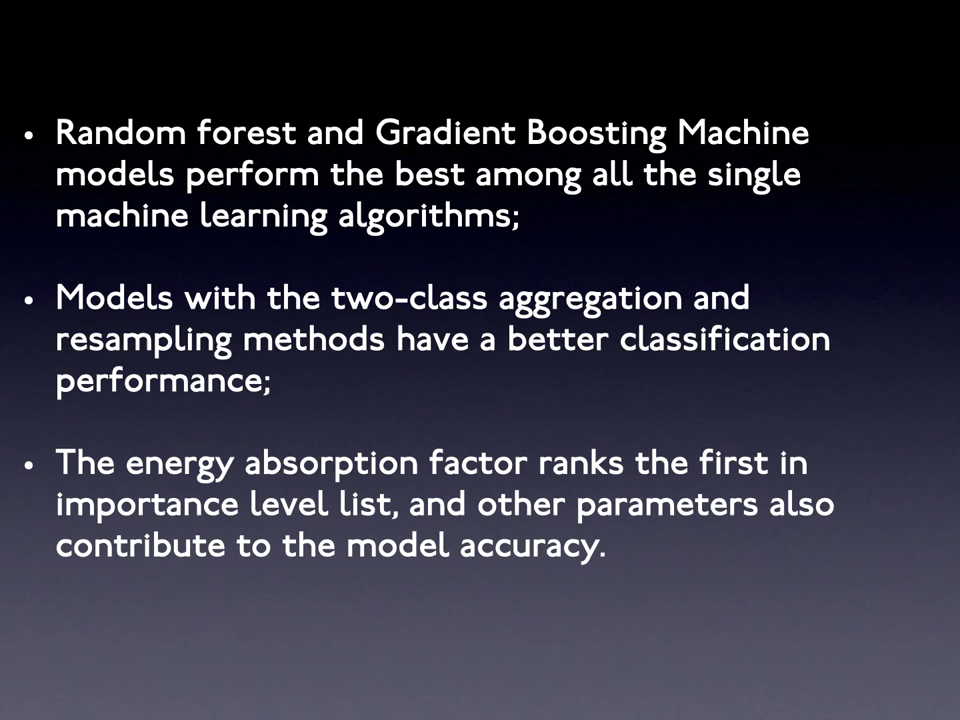 • Random forest and Gradient Boosting Machine
models perform the best among all the single
machine learning algorithms;
• Models with the two-class aggregation and
resampling methods have a better classification
performance;
• The energy absorption factor ranks the first in
importance level list, and other parameters also
contribute to the model accuracy.